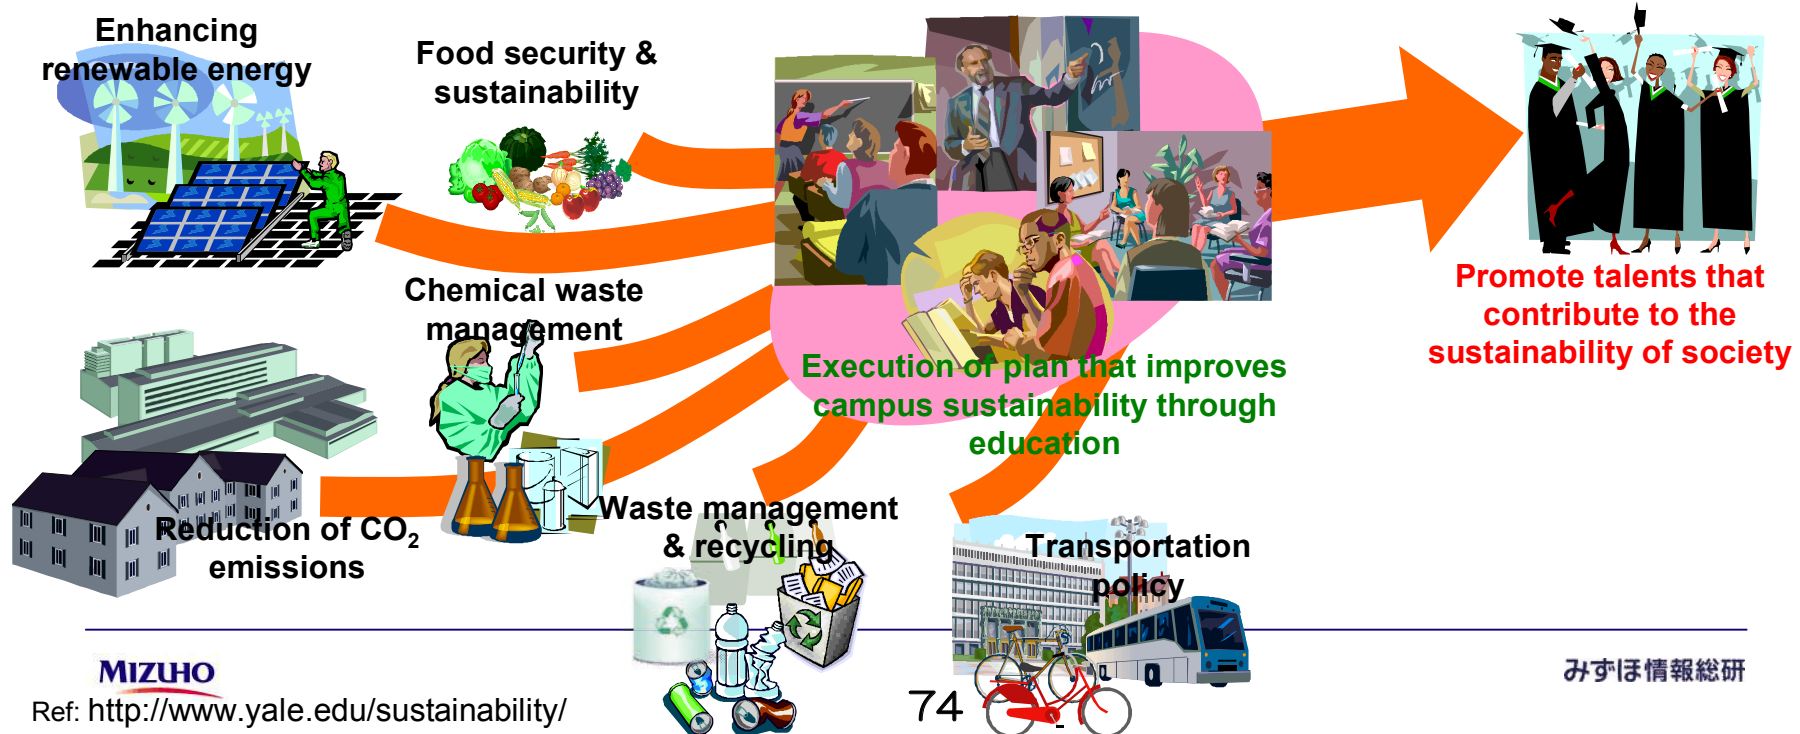 Enhancing
renewable energy
Food security &
sustainability
Chemical waste
management
Reduction of CO₂
emissions
Waste management
& recycling
Transportation
policy
Execution of plan that improves
campus sustainability through
education
Promote talents that
contribute to the
sustainability of society
MIZUHO
みずほ情報総研
Ref: http://www.yale.edu/sustainability/
74